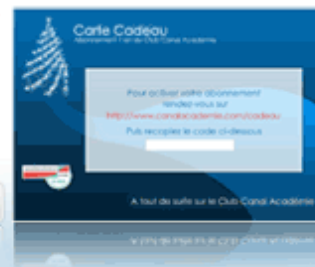 Carte Cadeau
Abonnement 1 an au Club Canal Académie
Pour activer votre abonnement
rendez-vous sur
http://www.canalacademie.com/cadeau
Puis recopiez le code ci-dessous
A tout de suite sur le Club Canal Académie